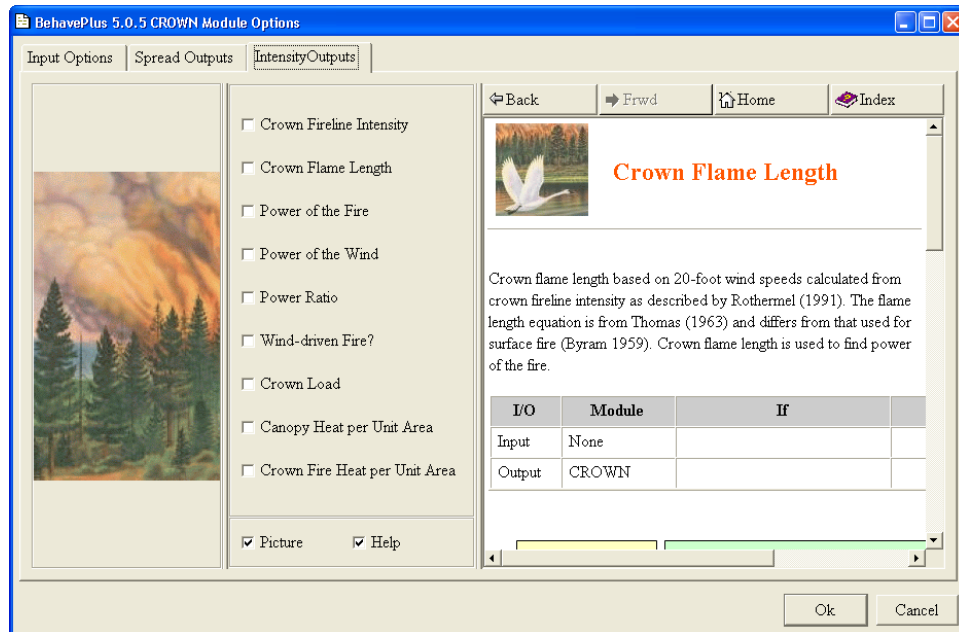 BehavePlus 5.0.5 CROWN Module Options
Input Options
Spread Outputs
IntensityOutputs
Crown Fireline Intensity
Crown Flame Length
Power of the Fire
Power of the Wind
Power Ratio
Wind-driven Fire?
Crown Load
Canopy Heat per Unit Area
Crown Fire Heat per Unit Area
Picture
Help
Back
Frwd
Home
Index
Crown Flame Length
Crown flame length based on 20-foot wind speeds calculated from
crown fireline intensity as described by Rothermel (1991). The flame
length equation is from Thomas (1963) and differs from that used for
surface fire (Byram 1959). Crown flame length is used to find power
of the fire.
I/O Module If
Input None
Output CROWN
Ok
Cancel